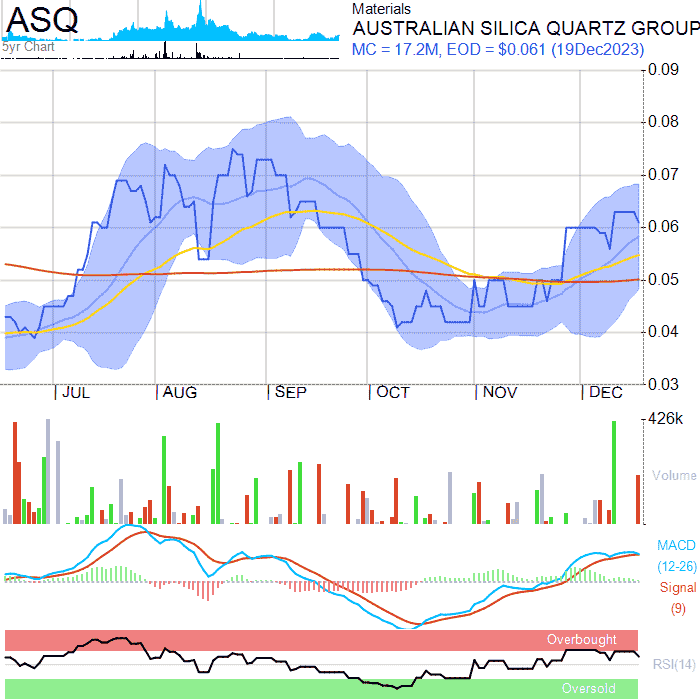 ASQ
5yr Chart
Materials
AUSTRALIAN SILICA QUARTZ GROUP
MC = 17.2M, EOD = $0.061 (19Dec2023)
0.09
0.08
0.07
0.06
0.05
0.04
0.03
JUL AUG SEP OCT NOV DEC
426k
Volume
MACD
(12-26)
Signal
(9)
Overbought
RSI(14)
Oversold